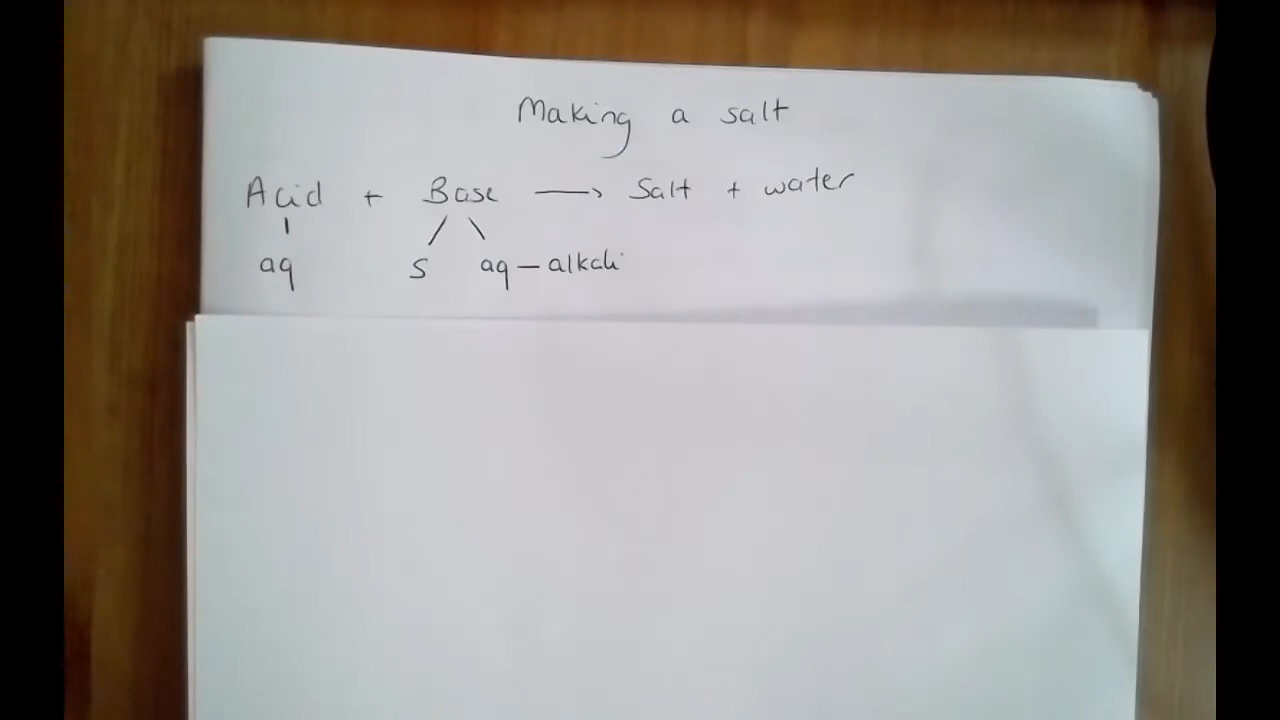 Making a salt
Acid + Base → Salt + water
aq s aq — alkali